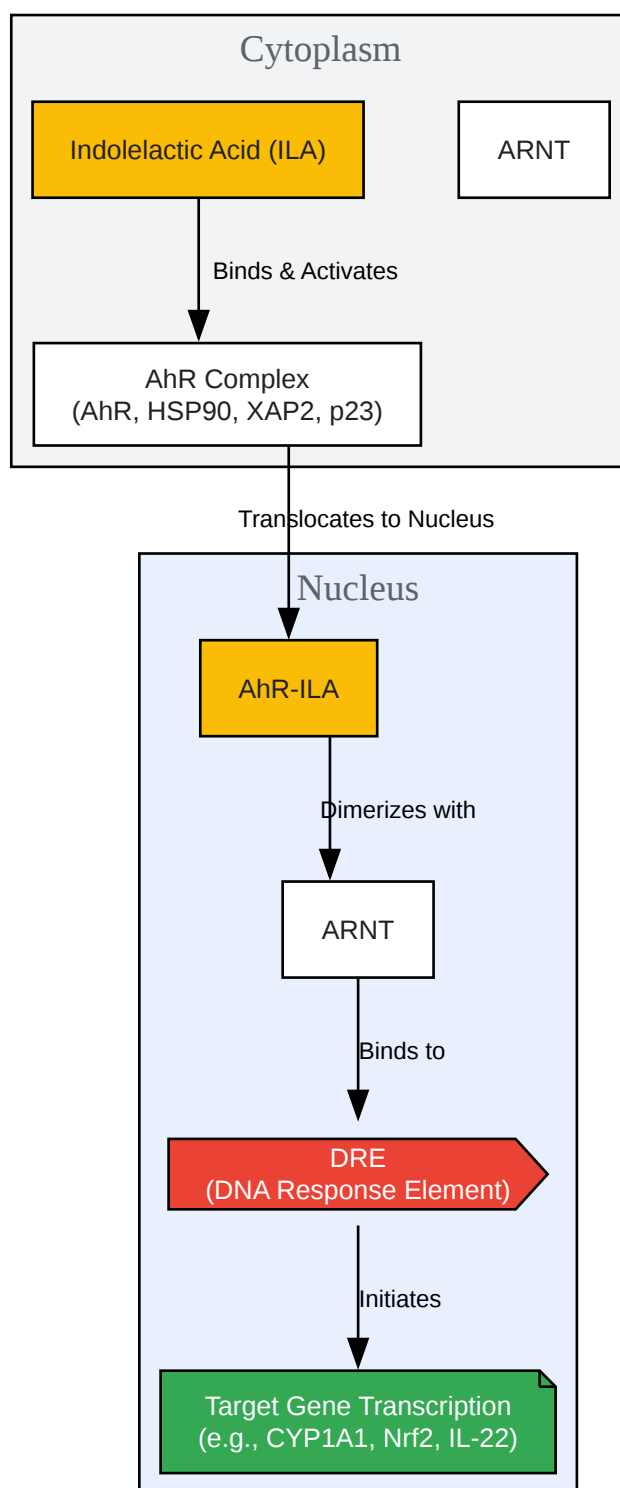 Cytoplasm
Indolelactic Acid (ILA)
ARNT
Binds & Activates
AhR Complex
(AhR, HSP90, XAP2, p23)
Translocates to Nucleus
Nucleus
AhR-ILA
Dimerizes with
ARNT
Binds to
DRE
(DNA Response Element)
Initiates
Target Gene Transcription
(e.g., CYP1A1, Nrf2, IL-22)